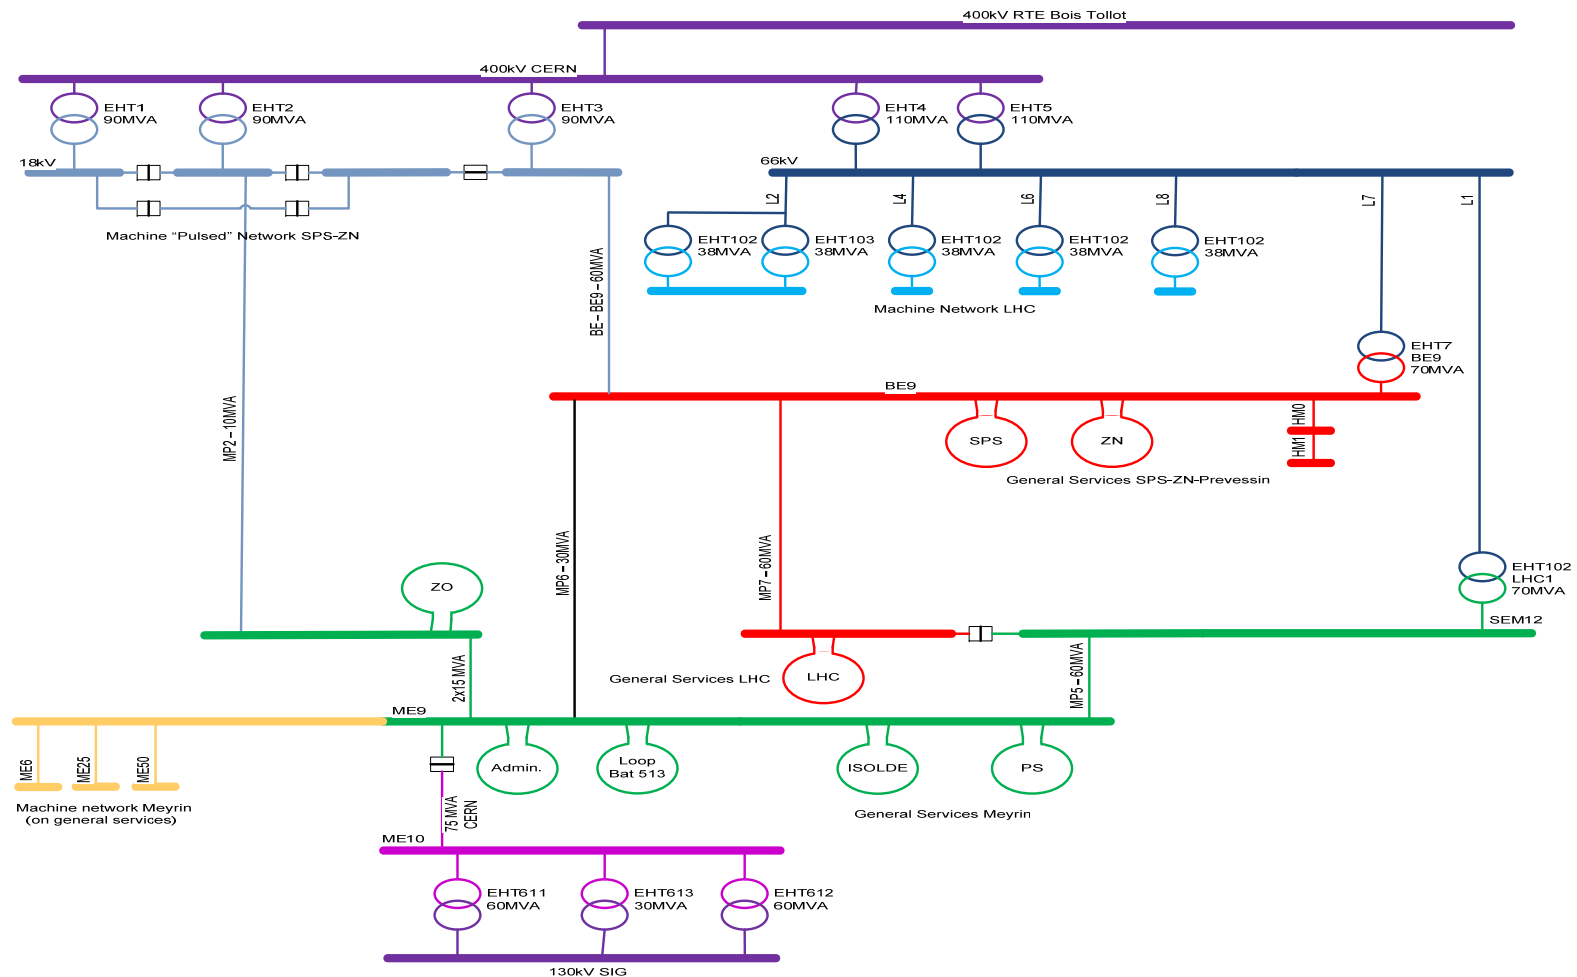 400kV RTE Bois Tollot
400kV CERN
EHT1
90MVA
EHT2
90MVA
EHT3
90MVA
EHT4
110MVA
EHT5
110MVA
18kV
66kV
Machine “Pulsed” Network SPS-ZN
L2
L4
L6
L8
L7
L1
EHT102
38MVA
EHT103
38MVA
EHT102
38MVA
EHT102
38MVA
EHT102
38MVA
Machine Network LHC
BE – BE9 – 60MVA
MP2 – 10MVA
EHT7
BE9
70MVA
BE9
SPS
ZN
HM0
HM1
General Services SPS-ZN-Prevessin
MP6 – 30MVA
MP7 – 60MVA
ZO
EHT102
LHC1
70MVA
SEM12
2x15 MVA
General Services LHC
LHC
MP5 – 60MVA
ME9
ME6
ME25
ME50
Machine network Meyrin
(on general services)
Admin.
Loop
Bat 513
ISOLDE
PS
General Services Meyrin
75 MVA
CERN
ME10
EHT611
60MVA
EHT613
30MVA
EHT612
60MVA
130kV SIG